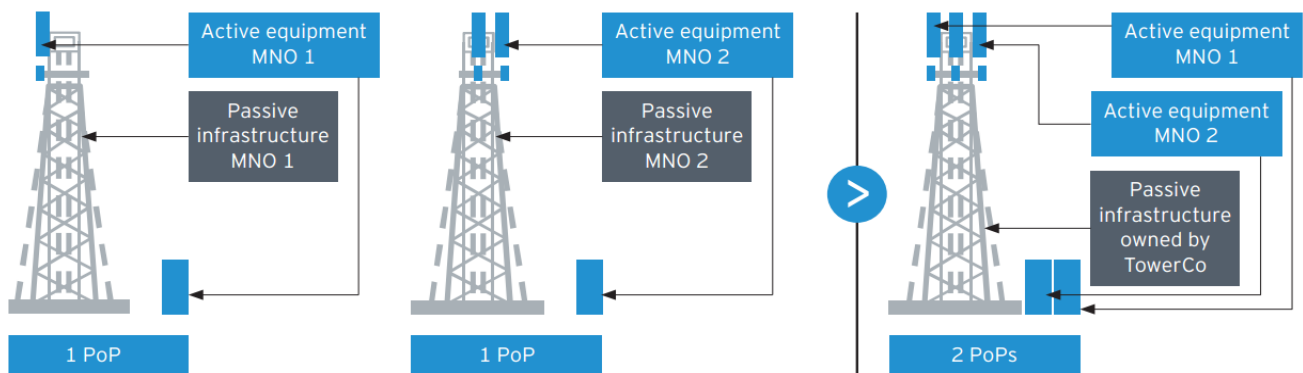 Active equipment
MNO 1
Passive
infrastructure
MNO 1
1 PoP
Active equipment
MNO 2
Passive
infrastructure
MNO 2
1 PoP
>
Active equipment
MNO 1
Active equipment
MNO 2
Passive
infrastructure
owned by
TowerCo
2 PoPs